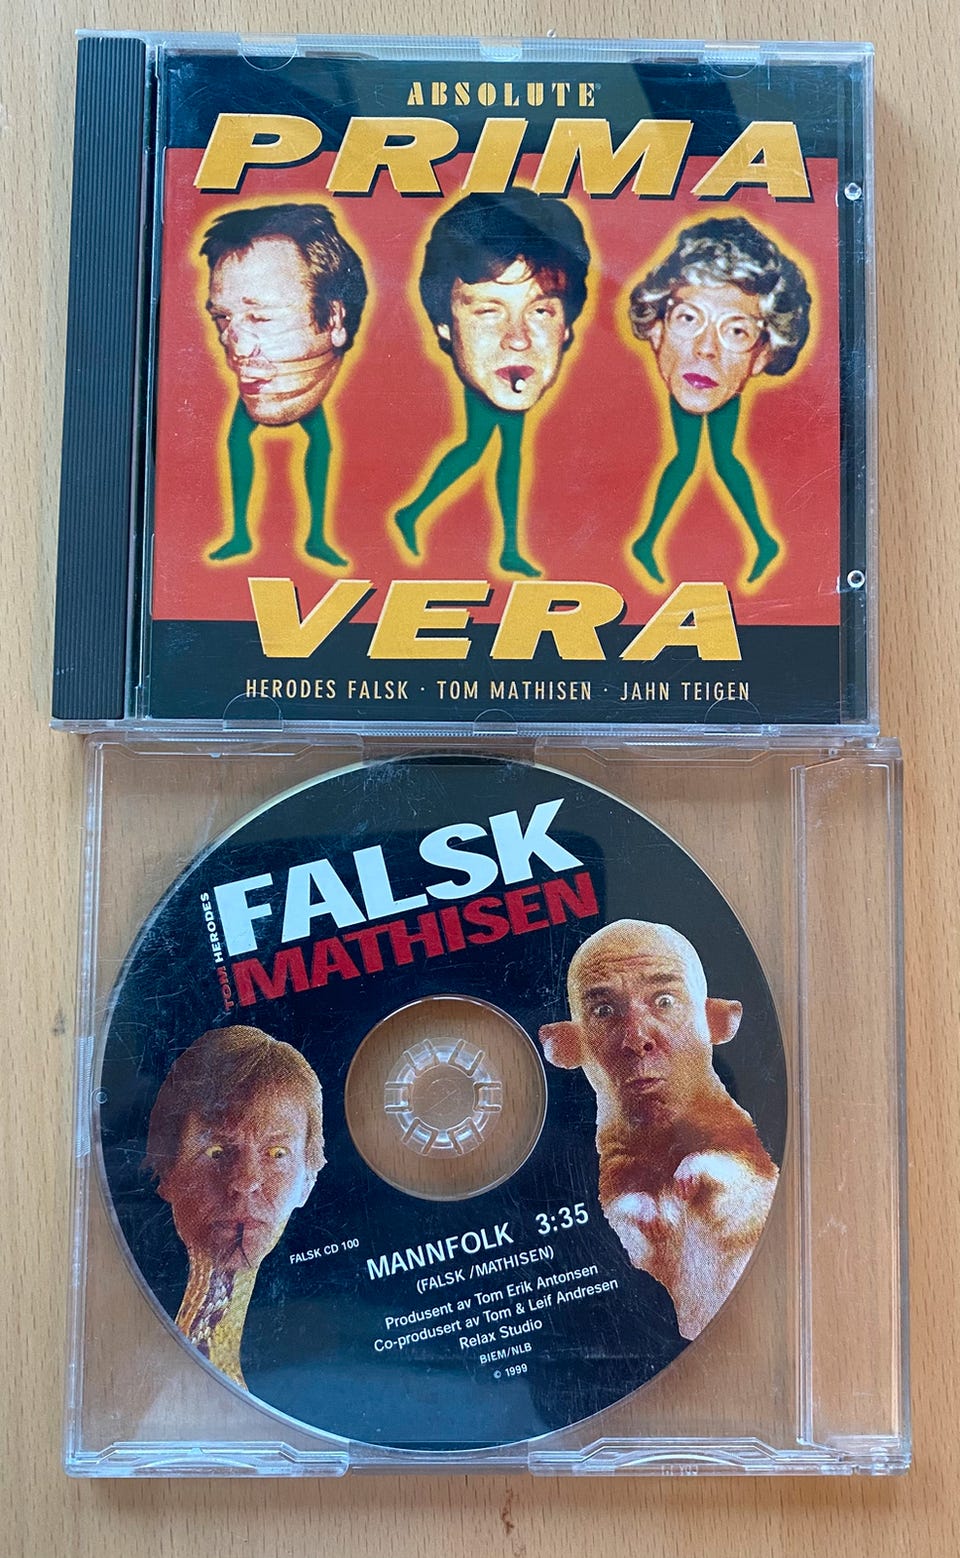 ABSOLUTE
PRIMA
VERA
HERODES FALSK · TOM MATHISEN · JAHN TEIGEN
HERODES
FALSK
TOM
MATHISEN
FALSK CD 100
MANNFOLK 3:35
(FALSK /MATHISEN)
Produsent av Tom Erik Antonsen
Co-produsert av Tom & Leif Andresen
Relax Studio
BIEM/NLB
© 1999